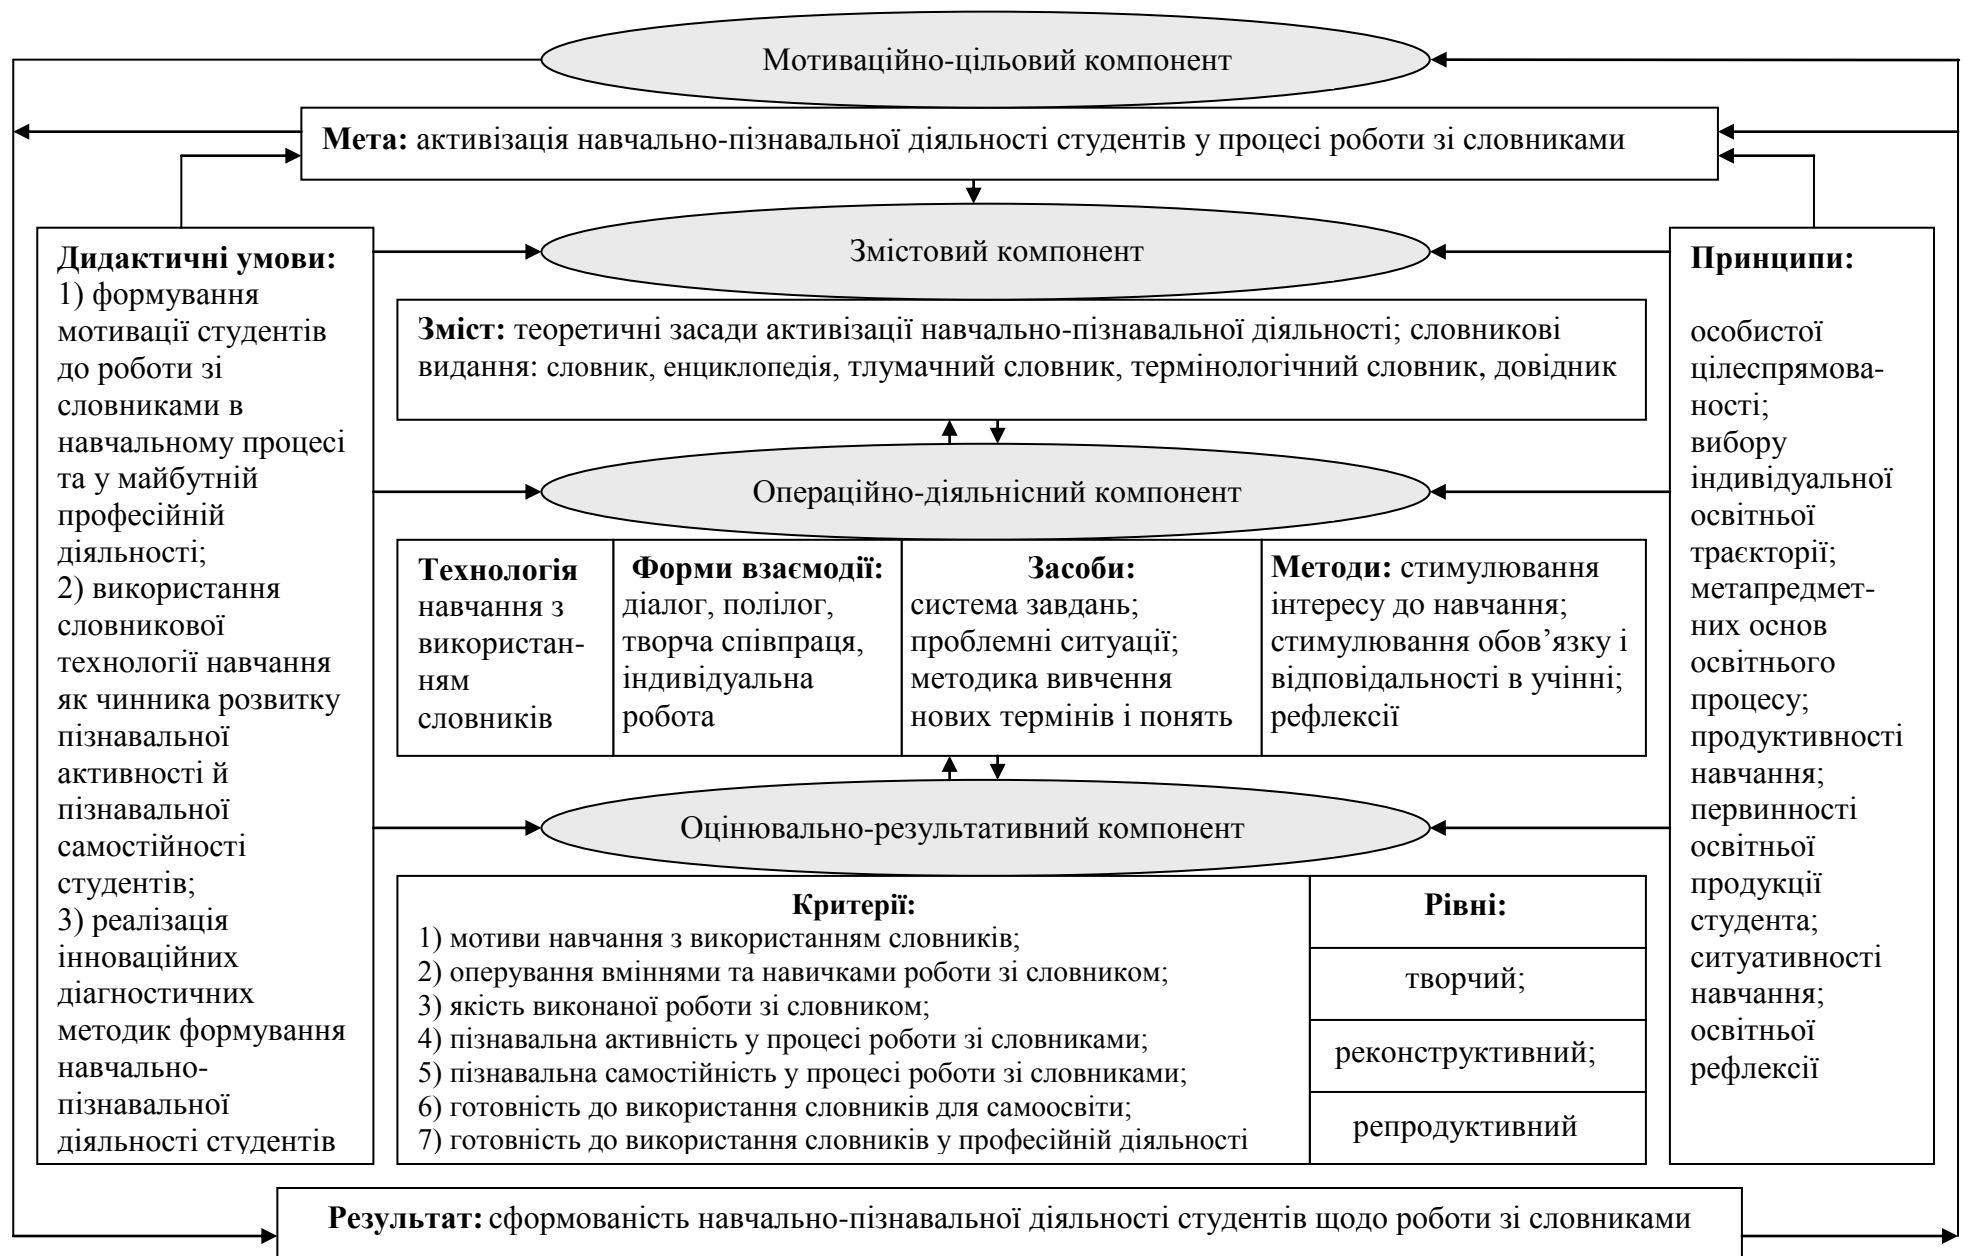 Мотиваційно-цільовий компонент
Мета: активізація навчально-пізнавальної діяльності студентів у процесі роботи зі словниками
Змістовий компонент
Дидактичні умови:
1) формування
мотивації студентів
до роботи зі
словниками в
навчальному процесі
та у майбутній
професійній
діяльності;
2) використання
словникової
технології навчання
як чинника розвитку
пізнавальної
активності й
пізнавальної
самостійності
студентів;
3) реалізація
інноваційних
діагностичних
методик формування
навчально-
пізнавальної
діяльності студентів
Зміст: теоретичні засади активізації навчально-пізнавальної діяльності; словникові
видання: словник, енциклопедія, тлумачний словник, термінологічний словник, довідник
Операційно-діяльнісний компонент
Технологія
навчання з
використан-
ням
словників
Форми взаємодії:
діалог, полілог,
творча співпраця,
індивідуальна
робота
Засоби:
система завдань;
проблемні ситуації;
методика вивчення
нових термінів і понять
Методи: стимулювання
інтересу до навчання;
стимулювання обов’язку і
відповідальності в учінні;
рефлексії
Оцінювально-результативний компонент
Критерії:
1) мотиви навчання з використанням словників;
2) оперування вміннями та навичками роботи зі словником;
3) якість виконаної роботи зі словником;
4) пізнавальна активність у процесі роботи зі словниками;
5) пізнавальна самостійність у процесі роботи зі словниками;
6) готовність до використання словників для самоосвіти;
7) готовність до використання словників у професійній діяльності
Рівні:
творчий;
реконструктивний;
репродуктивний
Принципи:
особистої
цілеспрямова-
ності;
вибору
індивідуальної
освітньої
траєкторії;
метапредмет-
них основ
освітнього
процесу;
продуктивності
навчання;
первинності
освітньої
продукції
студента;
ситуативності
навчання;
освітньої
рефлексії
Результат: сформованість навчально-пізнавальної діяльності студентів щодо роботи зі словниками